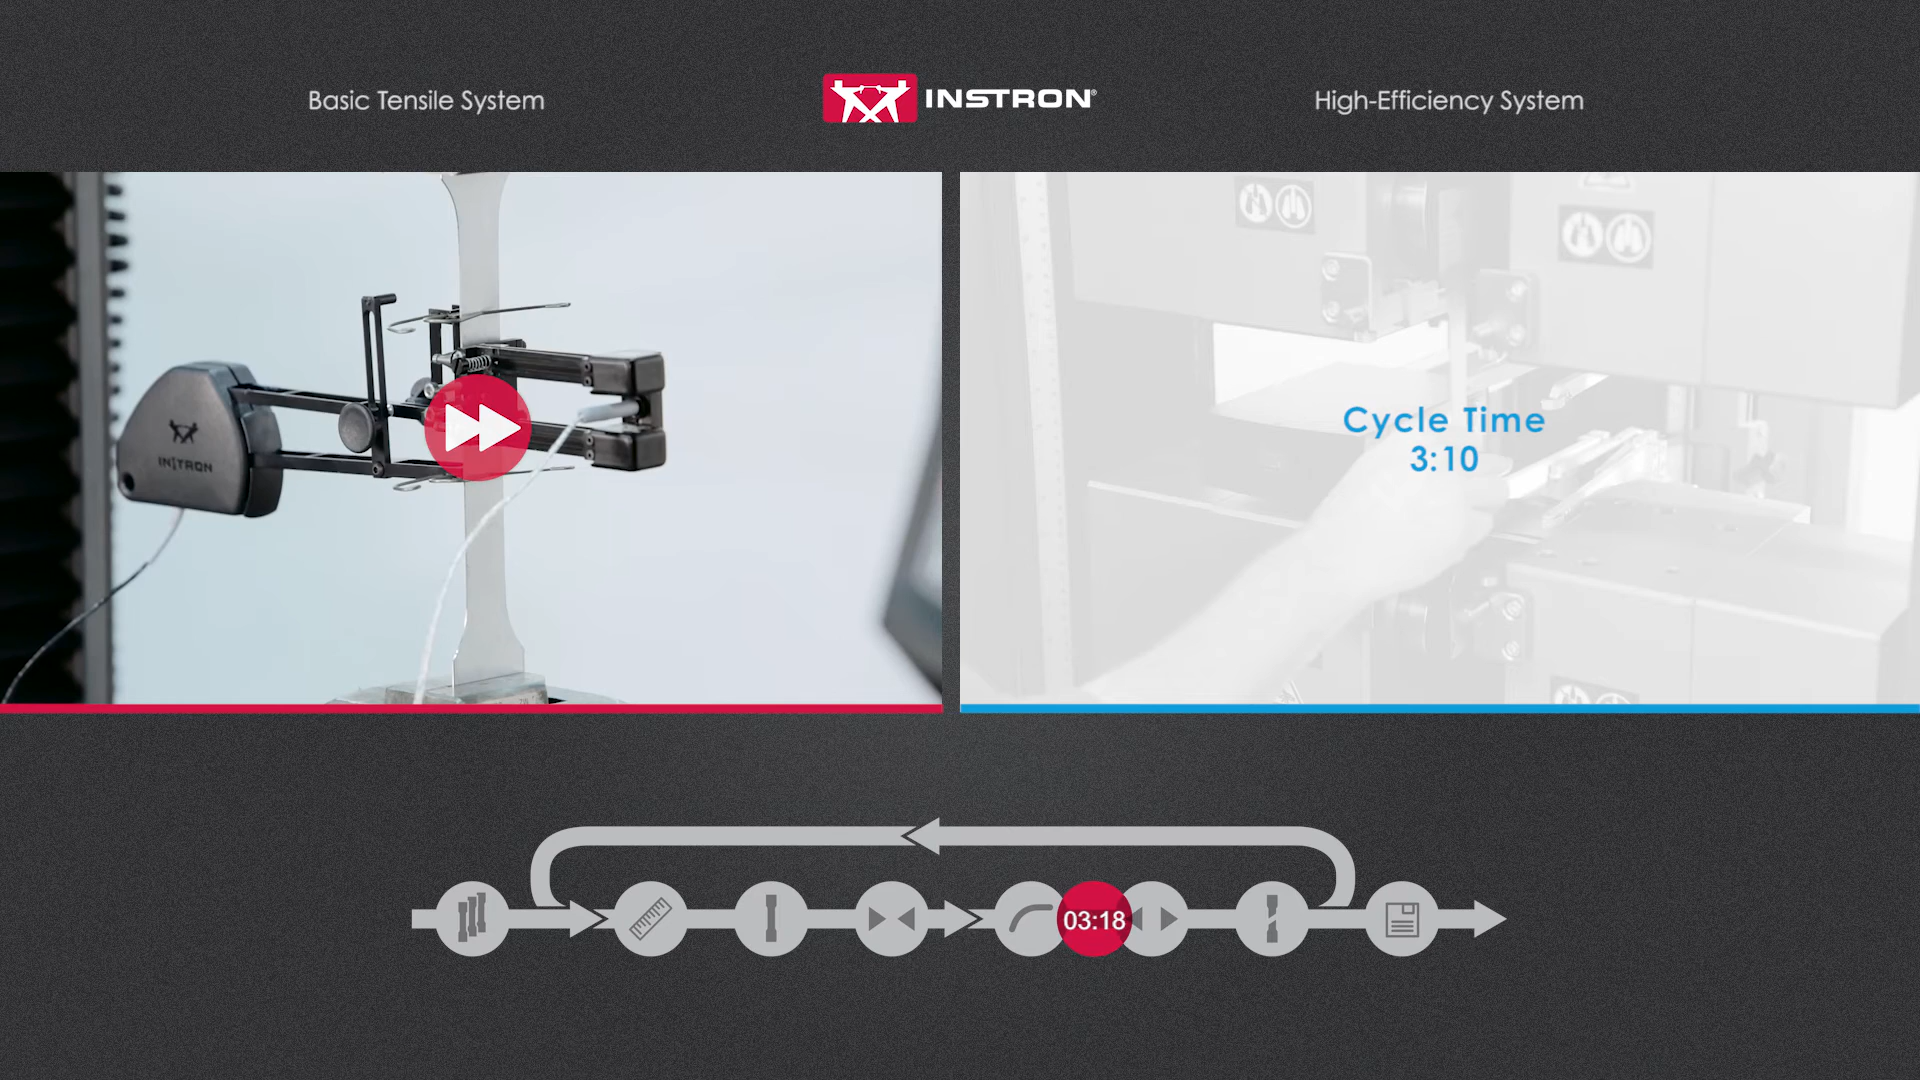 Basic Tensile System
INSTRON®
High-Efficiency System
INSTRON
Cycle Time
3:10
03:18